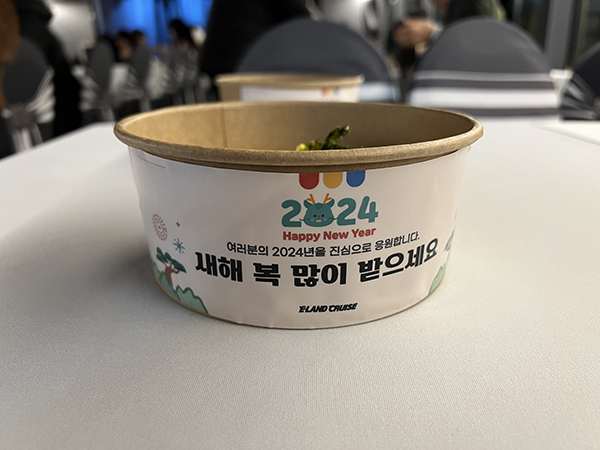 2024
Happy New Year
여러분의 2024년을 진심으로 응원합니다.
새해 복 많이 받으세요
E·LAND CRUISE